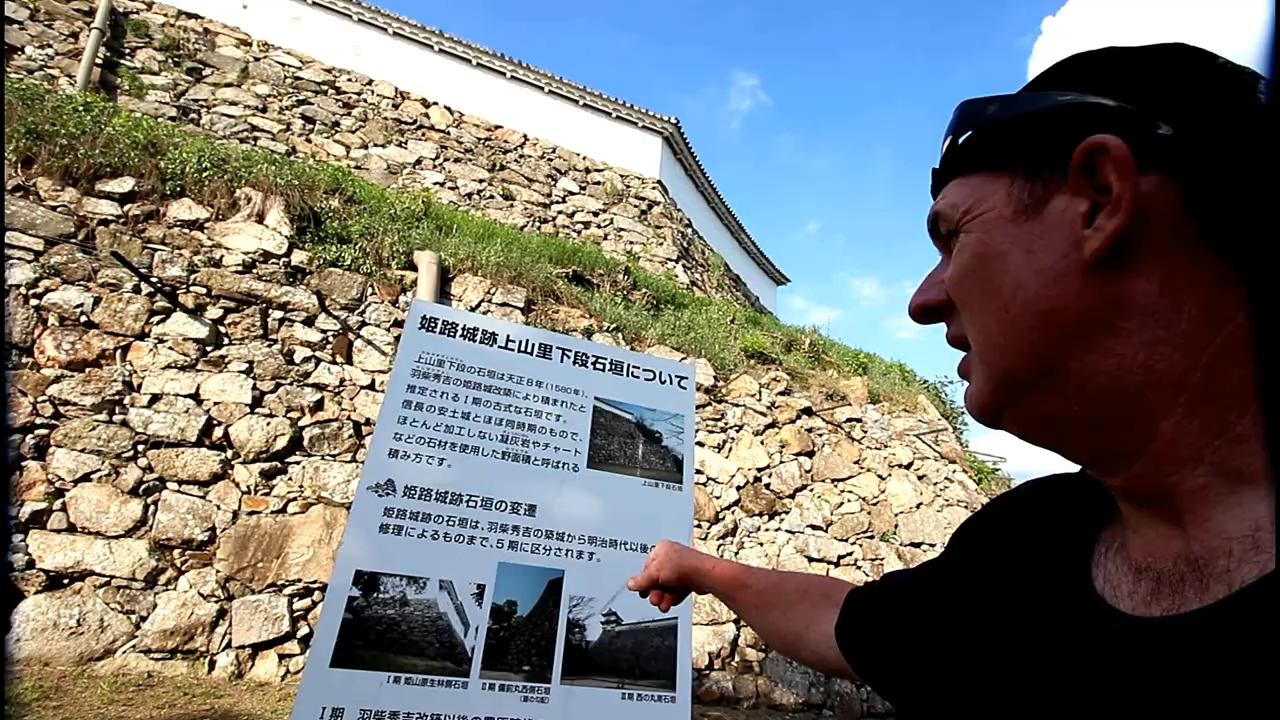 姫路城跡上山里下段石垣について
上山里下段の石垣は天正8年(1580年)、
羽柴秀吉の姫路城改築により積まれたと
推定されるⅠ期の古式な石垣です。
信長の安土城とほぼ同時期のもので、
ほとんど加工しない凝灰岩やチャート
などの石材を使用した野面積と呼ばれる
積み方です。
上山里下段石垣
姫路城跡石垣の変遷
姫路城跡の石垣は、羽柴秀吉の築城から明治時代以後の
修理によるものまで、5期に区分されます。
Ⅰ期 姫山原生林側石垣
Ⅱ期 備前丸西側石垣
(扇の勾配)
Ⅲ期 西の丸南石垣
Ⅰ期 羽柴秀吉改築以後の